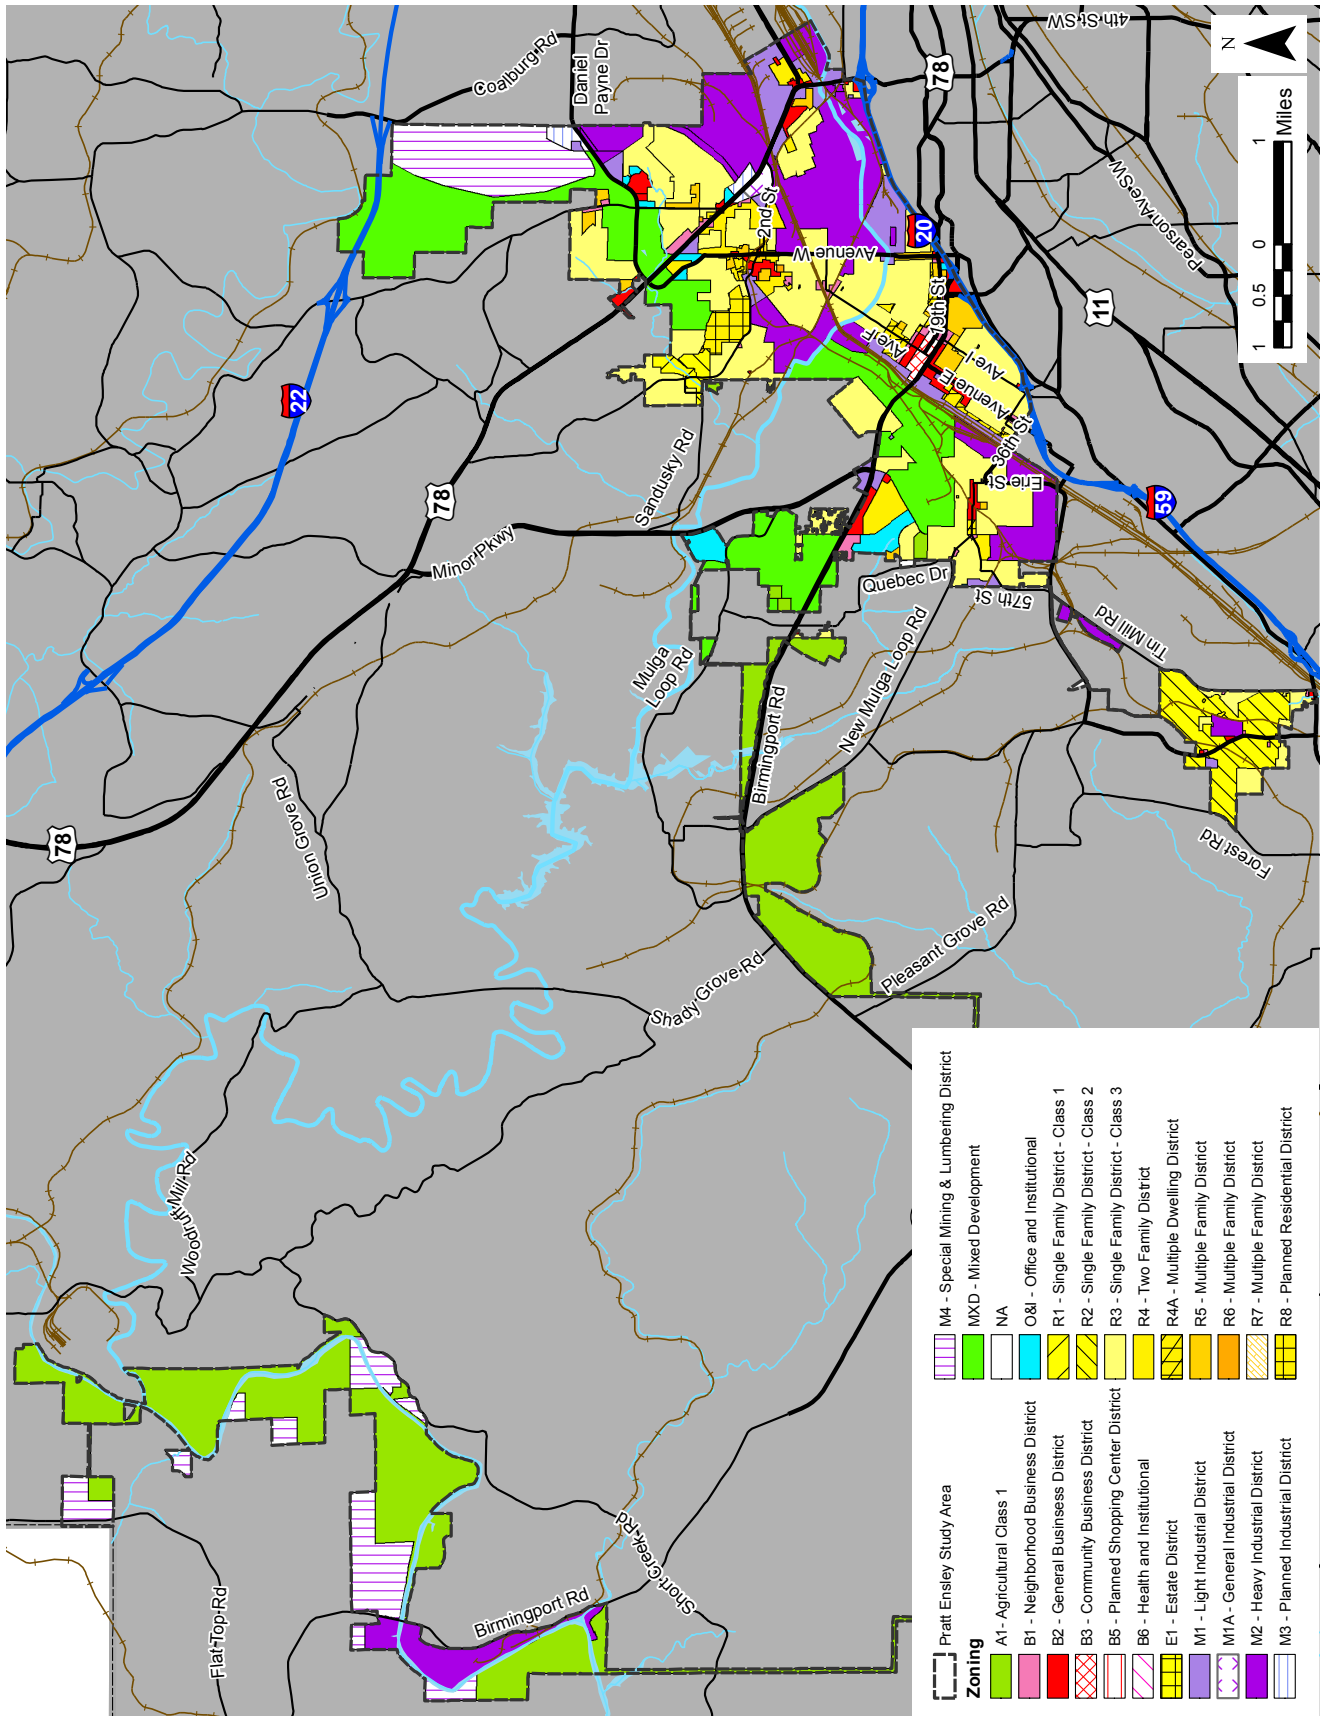 Woodruff Mill Rd
Flat Top Rd
Birmingport Rd
Short Creek Rd
Union Grove Rd
Shady Grove Rd
Pleasant Grove Rd
78
78
22
Minor Pkwy
Sandusky Rd
Mulga
Loop Rd
Birmingport Rd
New Mulga Loop Rd
Quebec Dr
57th St
Tin Mill Rd
Forest Rd
Coalburg Rd
Daniel
Payne Dr
2nd St
Avenue W
Ave F
19th St
Ave I
Avenue E
36th St
Erie St
20
59
78
11
4th St SW
Pearson Ave SW
N
1 0.5 0 1
Miles
Pratt Ensley Study Area
Zoning
A1- Agricultural Class 1
B1 - Neighborhood Business District
B2 - General Businsess District
B3 - Community Business District
B5 - Planned Shopping Center District
B6 - Health and Institutional
E1 - Estate District
M1 - Light Industrial District
M1A - General Industrial District
M2 - Heavy Industrial District
M3 - Planned Industrial District
M4 - Special Mining & Lumbering District
MXD - Mixed Development
NA
O&I - Office and Institutional
R1 - Single Family District - Class 1
R2 - Single Family District - Class 2
R3 - Single Family District - Class 3
R4 - Two Family District
R4A - Multiple Dwelling District
R5 - Multiple Family District
R6 - Multiple Family District
R7 - Multiple Family District
R8 - Planned Residential District